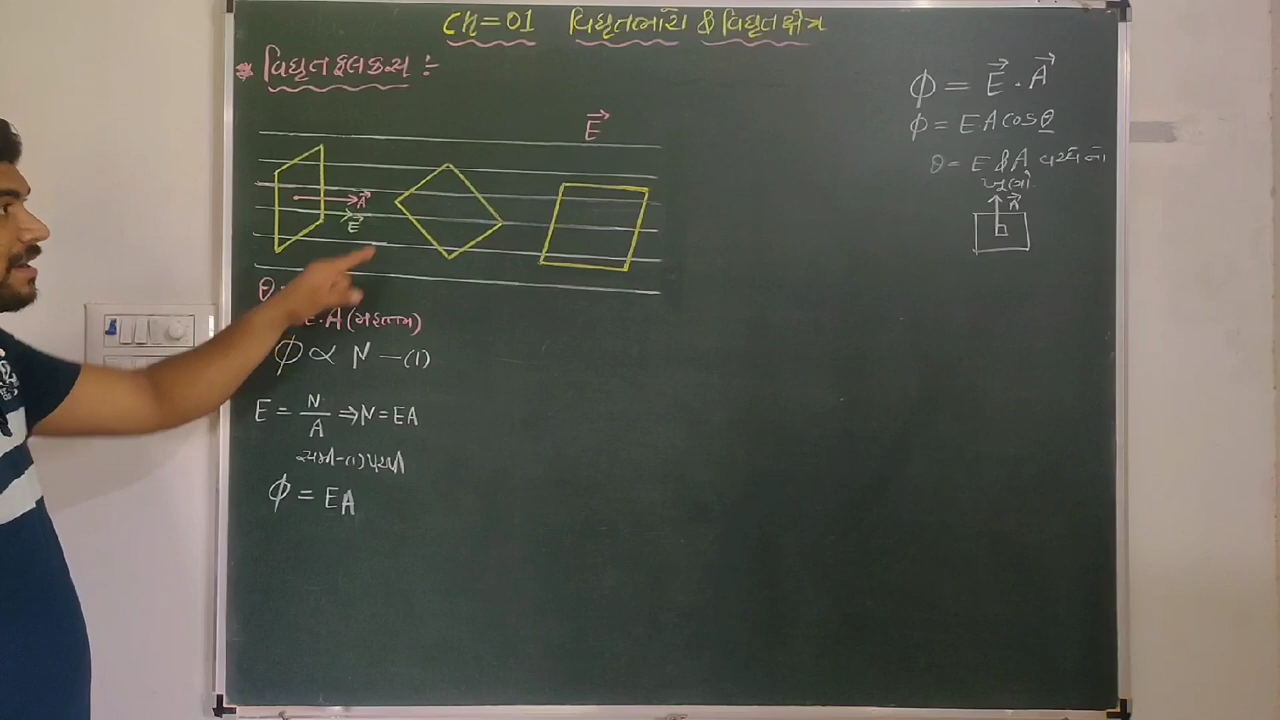 Ch=01 વિદ્યુતભારો & વિદ્યુતક્ષેત્ર
* વિદ્યુત ફ્લક્સ :-
E⃗
A⃗
E⃗
θ=
E·A (મહત્તમ)
ϕ ∝ N —(1)
E = N/A ⇒ N = EA
સમી-(1) પરથી
ϕ = EA
ϕ = E⃗ · A⃗
ϕ = EA cosθ
θ = E & A વચ્ચેનો
ખૂણો
A⃗